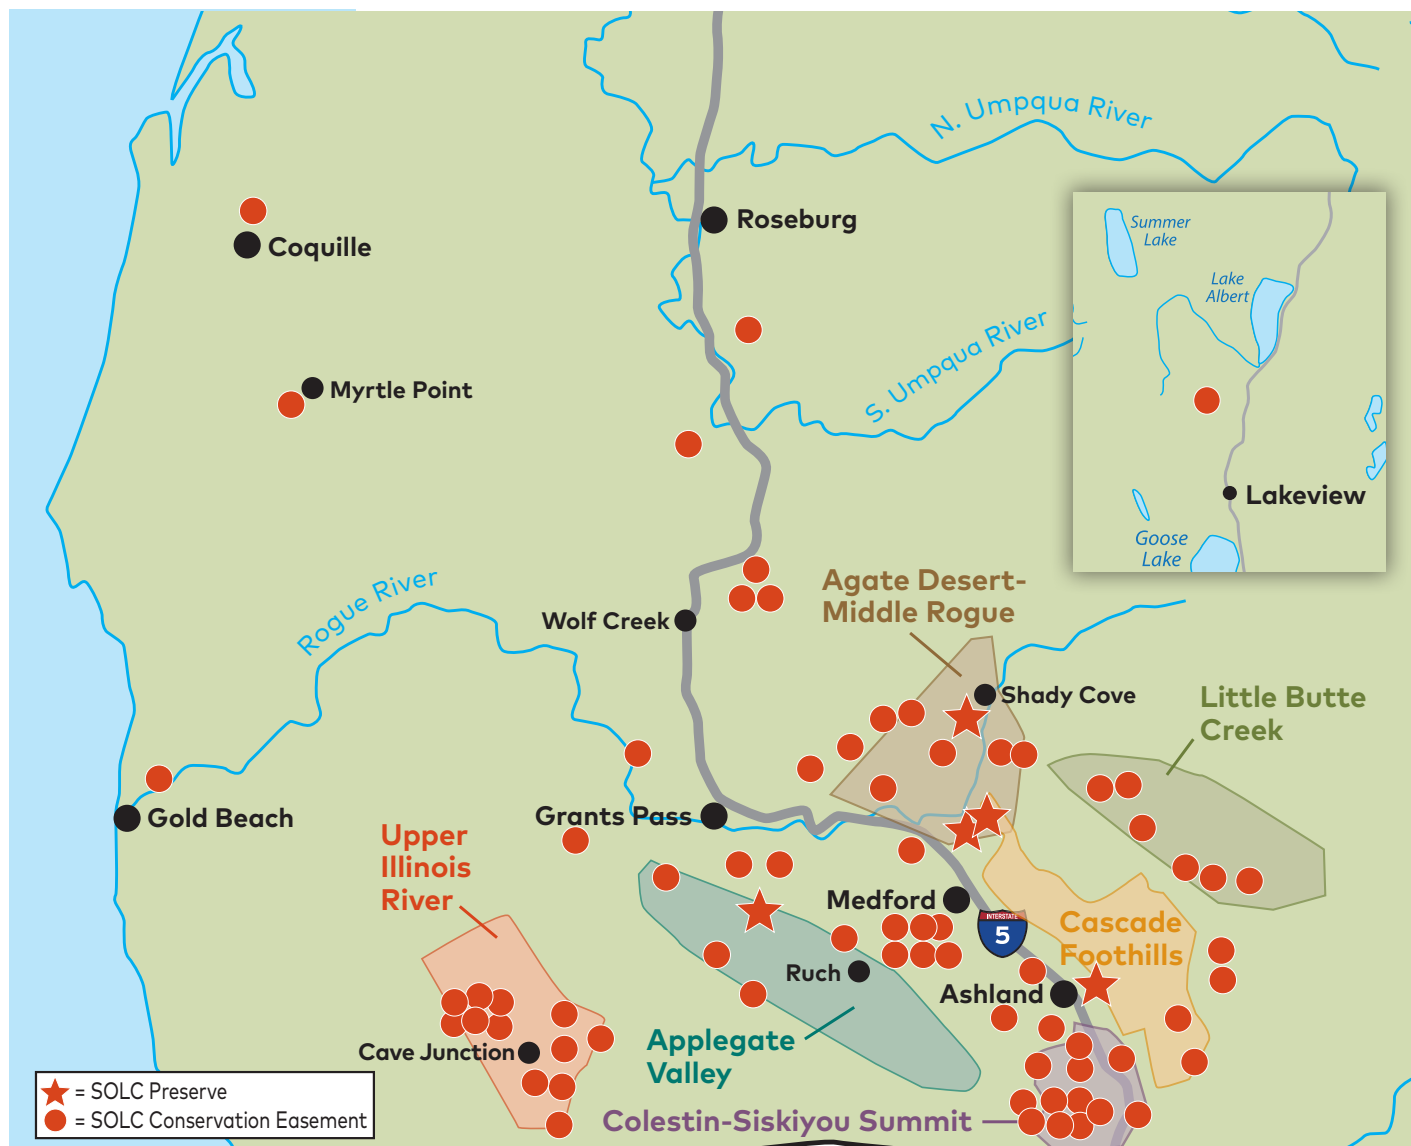 N. Umpqua River
Roseburg
Coquille
Summer
Lake
Lake
Albert
S. Umpqua River
Myrtle Point
Lakeview
Goose
Lake
Rogue River
Agate Desert-
Middle Rogue
Wolf Creek
Shady Cove
Little Butte
Creek
Gold Beach
Grants Pass
Upper
Illinois
River
Medford
INTERSTATE
5
Cascade
Foothills
Ruch
Ashland
Applegate
Valley
Cave Junction
Colestin-Siskiyou Summit
= SOLC Preserve
= SOLC Conservation Easement